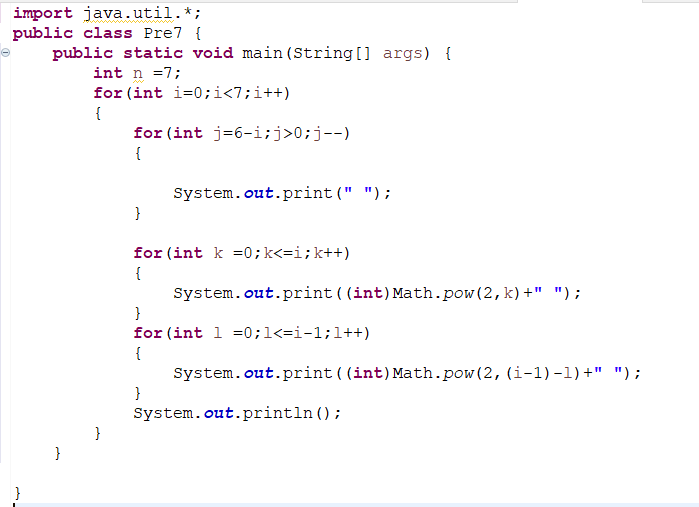 import java.util.*;
public class Pre7 {
    public static void main(String[] args) {
        int n =7;
        for(int i=0;i<7;i++)
        {
            for(int j=6-i;j>0;j--)
            {

                System.out.print(" ");
            }

            for(int k =0;k<=i;k++)
            {
                System.out.print((int)Math.pow(2,k)+" ");
            }
            for(int l =0;l<=i-1;l++)
            {
                System.out.print((int)Math.pow(2,(i-1)-l)+" ");
            }
            System.out.println();
        }
    }

}